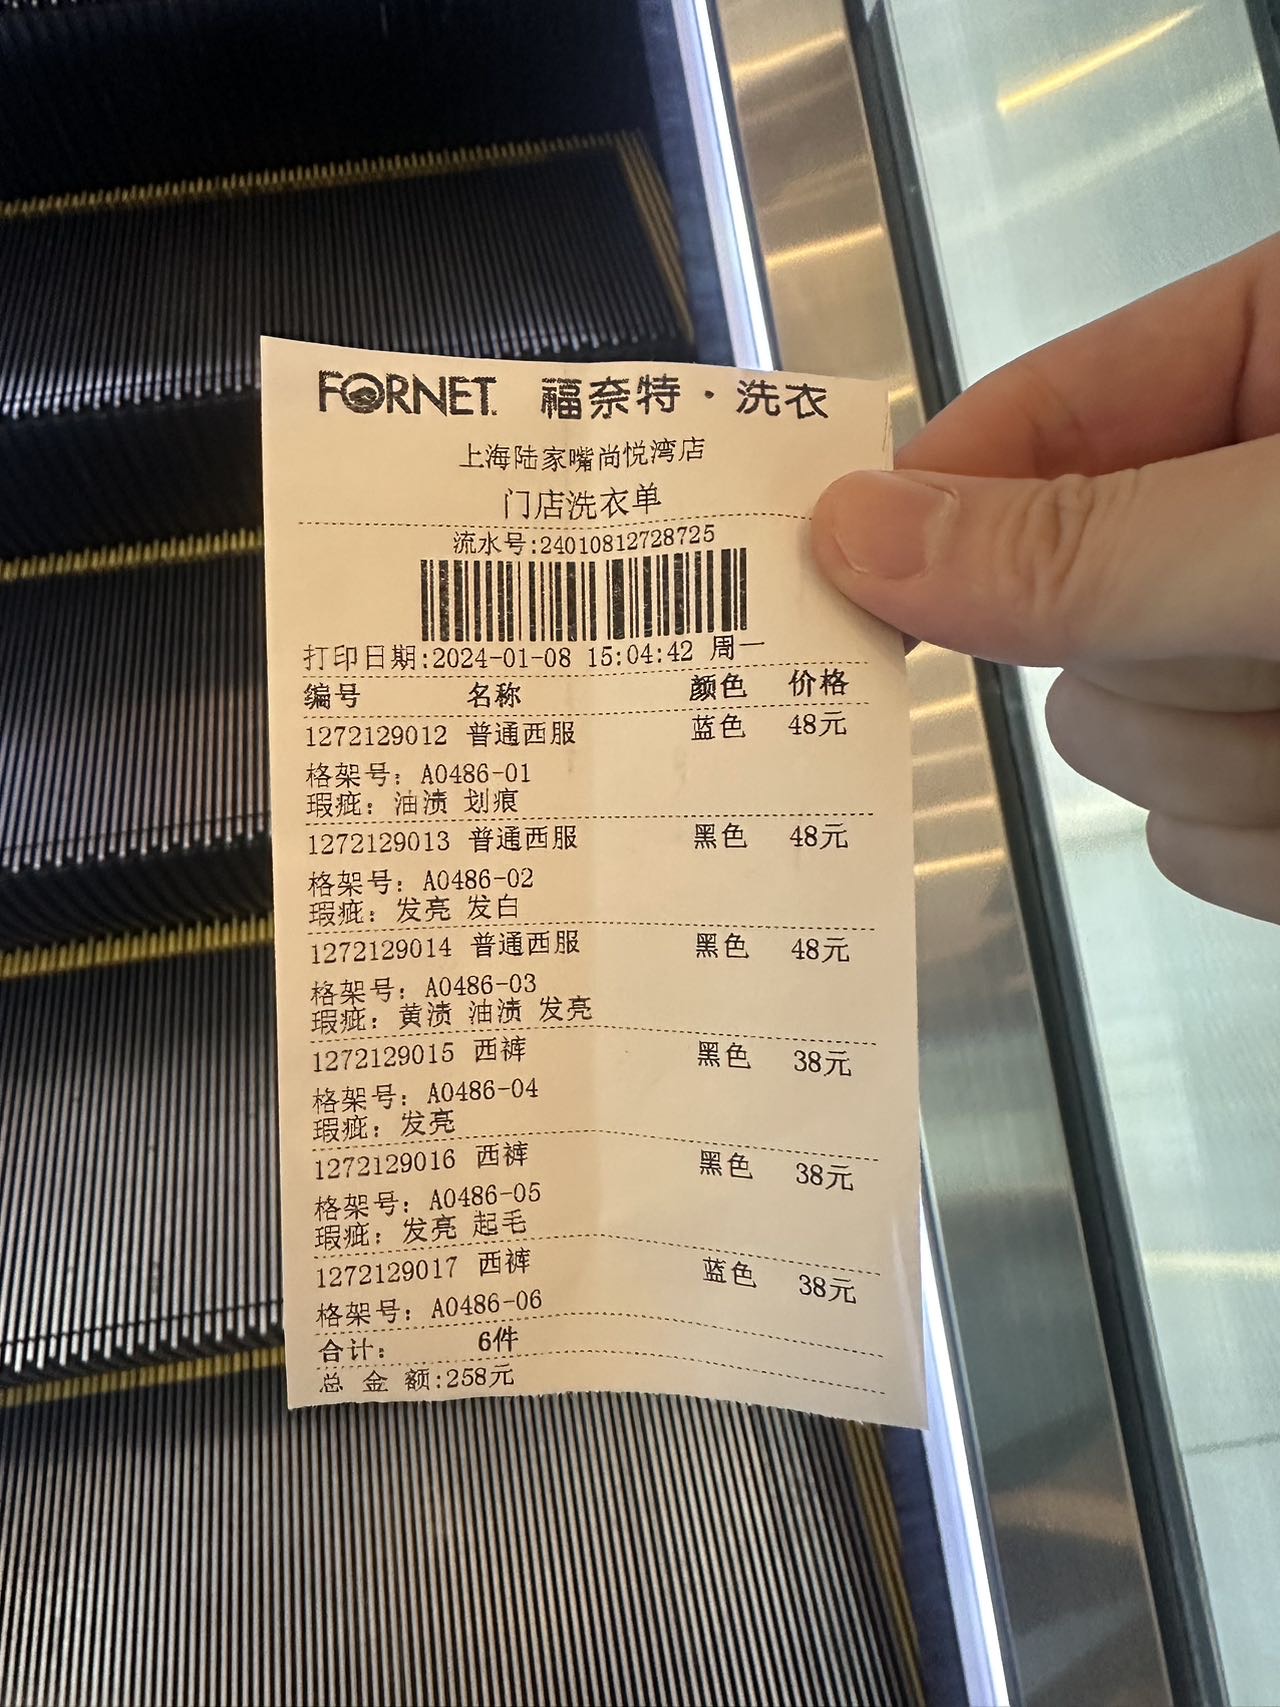 FORNET. 福奈特·洗衣
上海陆家嘴尚悦湾店
门店洗衣单
流水号:24010812728725
打印日期:2024-01-08 15:04:42 周一
编号 名称 颜色 价格
1272129012 普通西服 蓝色 48元
格架号: A0486-01
瑕疵: 油渍 划痕
1272129013 普通西服 黑色 48元
格架号: A0486-02
瑕疵: 发亮 发白
1272129014 普通西服 黑色 48元
格架号: A0486-03
瑕疵: 黄渍 油渍 发亮
1272129015 西裤 黑色 38元
格架号: A0486-04
瑕疵: 发亮
1272129016 西裤 黑色 38元
格架号: A0486-05
瑕疵: 发亮 起毛
1272129017 西裤 蓝色 38元
格架号: A0486-06
合计: 6件
总 金 额:258元